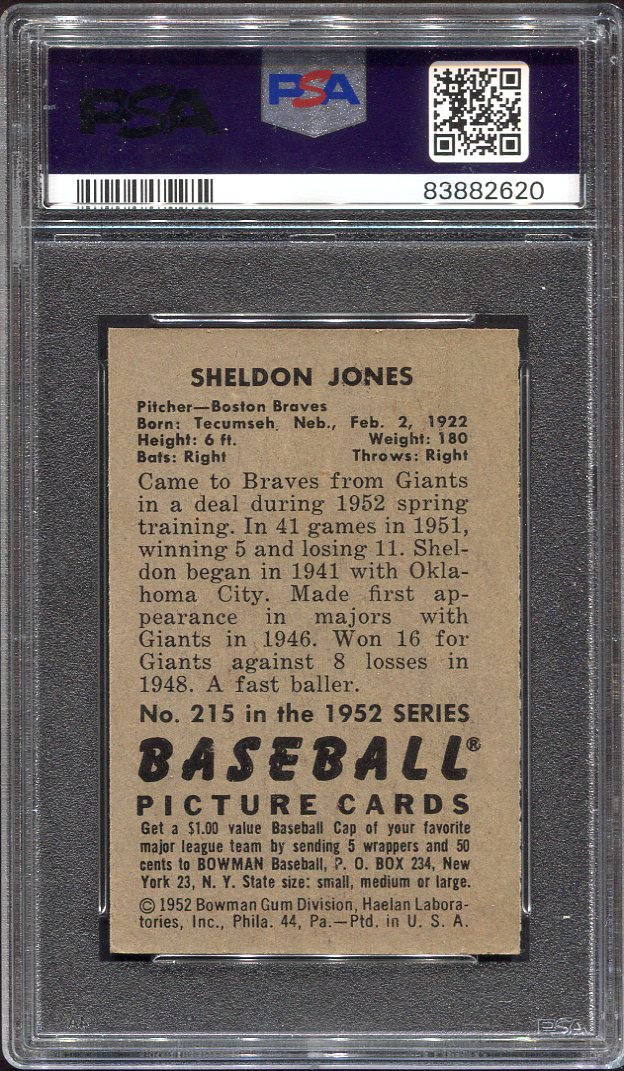 PSA
PSA
83882620
SHELDON JONES
Pitcher—Boston Braves
Born: Tecumseh, Neb., Feb. 2, 1922
Height: 6 ft. Weight: 180
Bats: Right Throws: Right
Came to Braves from Giants
in a deal during 1952 spring
training. In 41 games in 1951,
winning 5 and losing 11. Shel-
don began in 1941 with Okla-
homa City. Made first ap-
pearance in majors with
Giants in 1946. Won 16 for
Giants against 8 losses in
1948. A fast baller.
No. 215 in the 1952 SERIES
BASEBALL®
PICTURE CARDS
Get a $1.00 value Baseball Cap of your favorite
major league team by sending 5 wrappers and 50
cents to BOWMAN Baseball, P. O. BOX 234, New
York 23, N. Y. State size: small, medium or large.
© 1952 Bowman Gum Division, Haelan Labora-
tories, Inc., Phila. 44, Pa.—Ptd. in U. S. A.
PSA